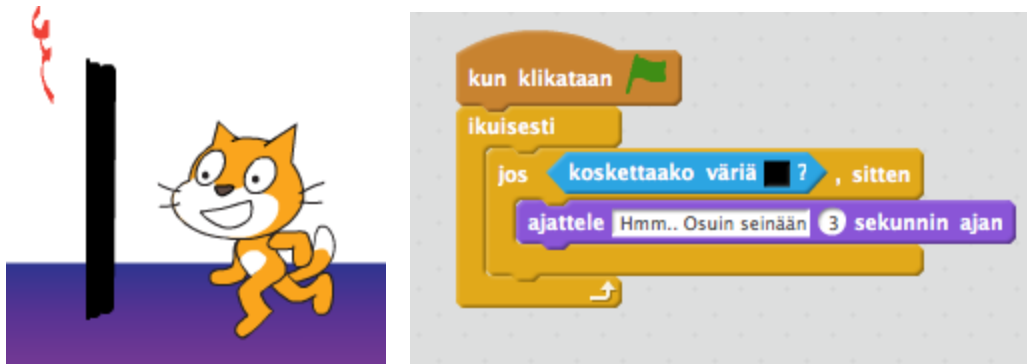 kun klikataan
ikuisesti
jos koskettaako väriä ? , sitten
ajattele Hmm.. Osuin seinään 3 sekunnin ajan